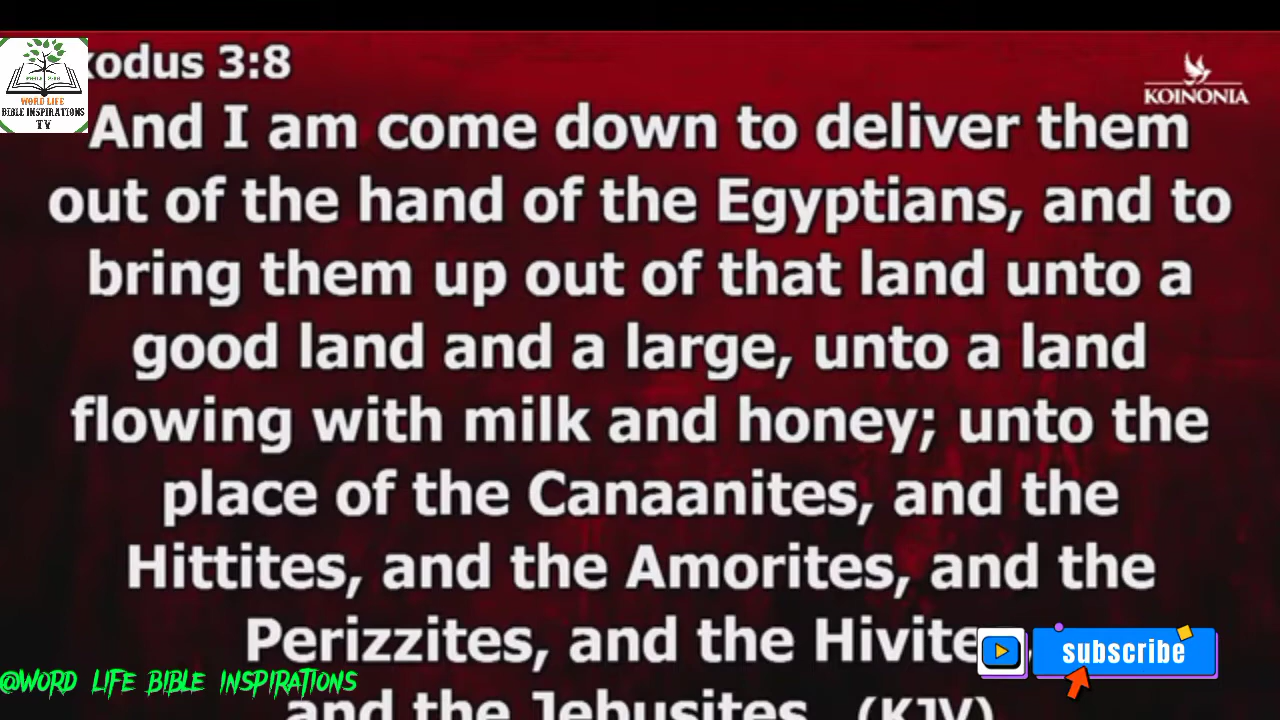 xodus 3:8
KOINONIA
WORD LIFE
BIBLE INSPIRATIONS
TV
And I am come down to deliver them
out of the hand of the Egyptians, and to
bring them up out of that land unto a
good land and a large, unto a land
flowing with milk and honey; unto the
place of the Canaanites, and the
Hittites, and the Amorites, and the
Perizzites, and the Hivite
subscribe
@WORD LIFE BIBLE INSPIRATIONS
and the Jebusites. (KJV)